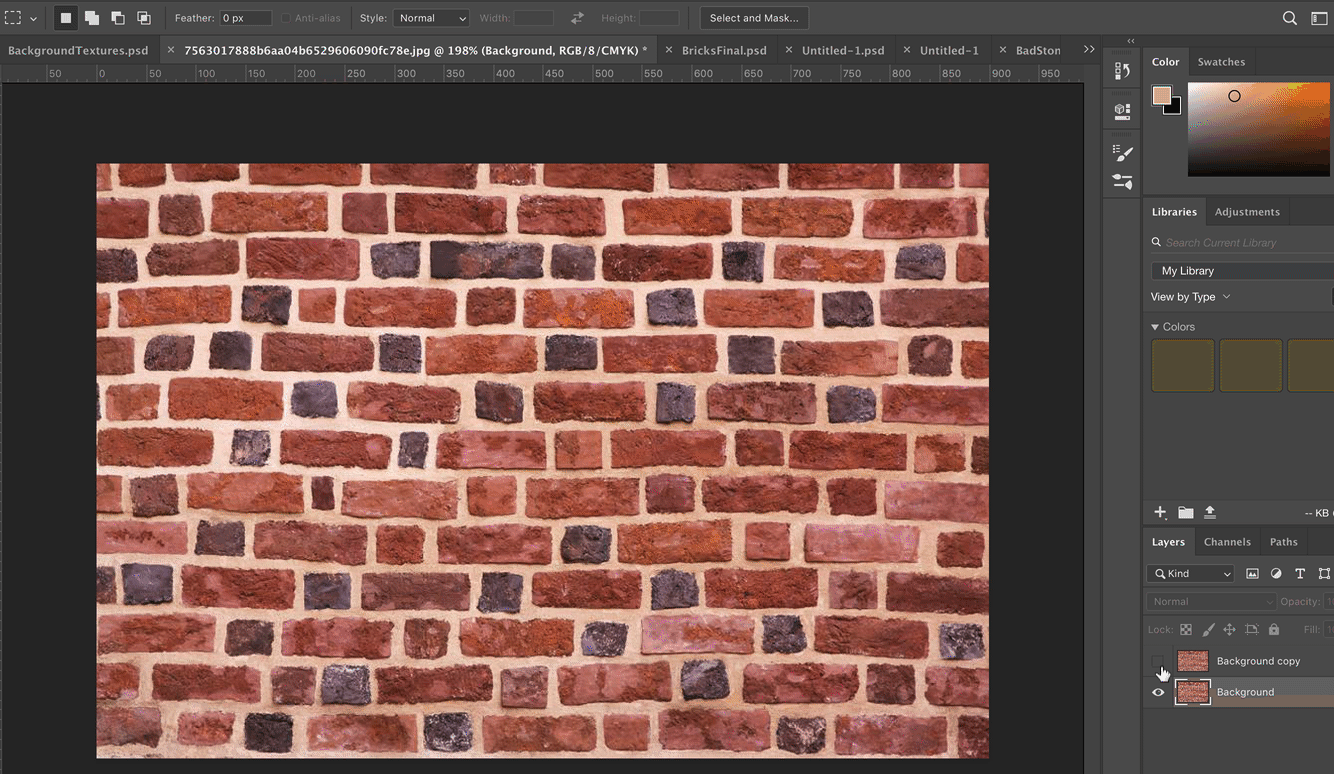 Feather: 0 px Anti-alias Style: Normal Width: Height: Select and Mask...
BackgroundTextures.psd × 7563017888b6aa04b6529606090fc78e.jpg @ 198% (Background, RGB/8/CMYK) * × BricksFinal.psd × Untitled-1.psd × Untitled-1 × BadSton
50 0 50 100 150 200 250 300 350 400 450 500 550 600 650 700 750 800 850 900 950
Color Swatches
Libraries Adjustments
Search Current Library
My Library
View by Type
Colors
-- KB
Layers Channels Paths
Kind
Normal Opacity:
Lock: Fill:
Background copy
Background